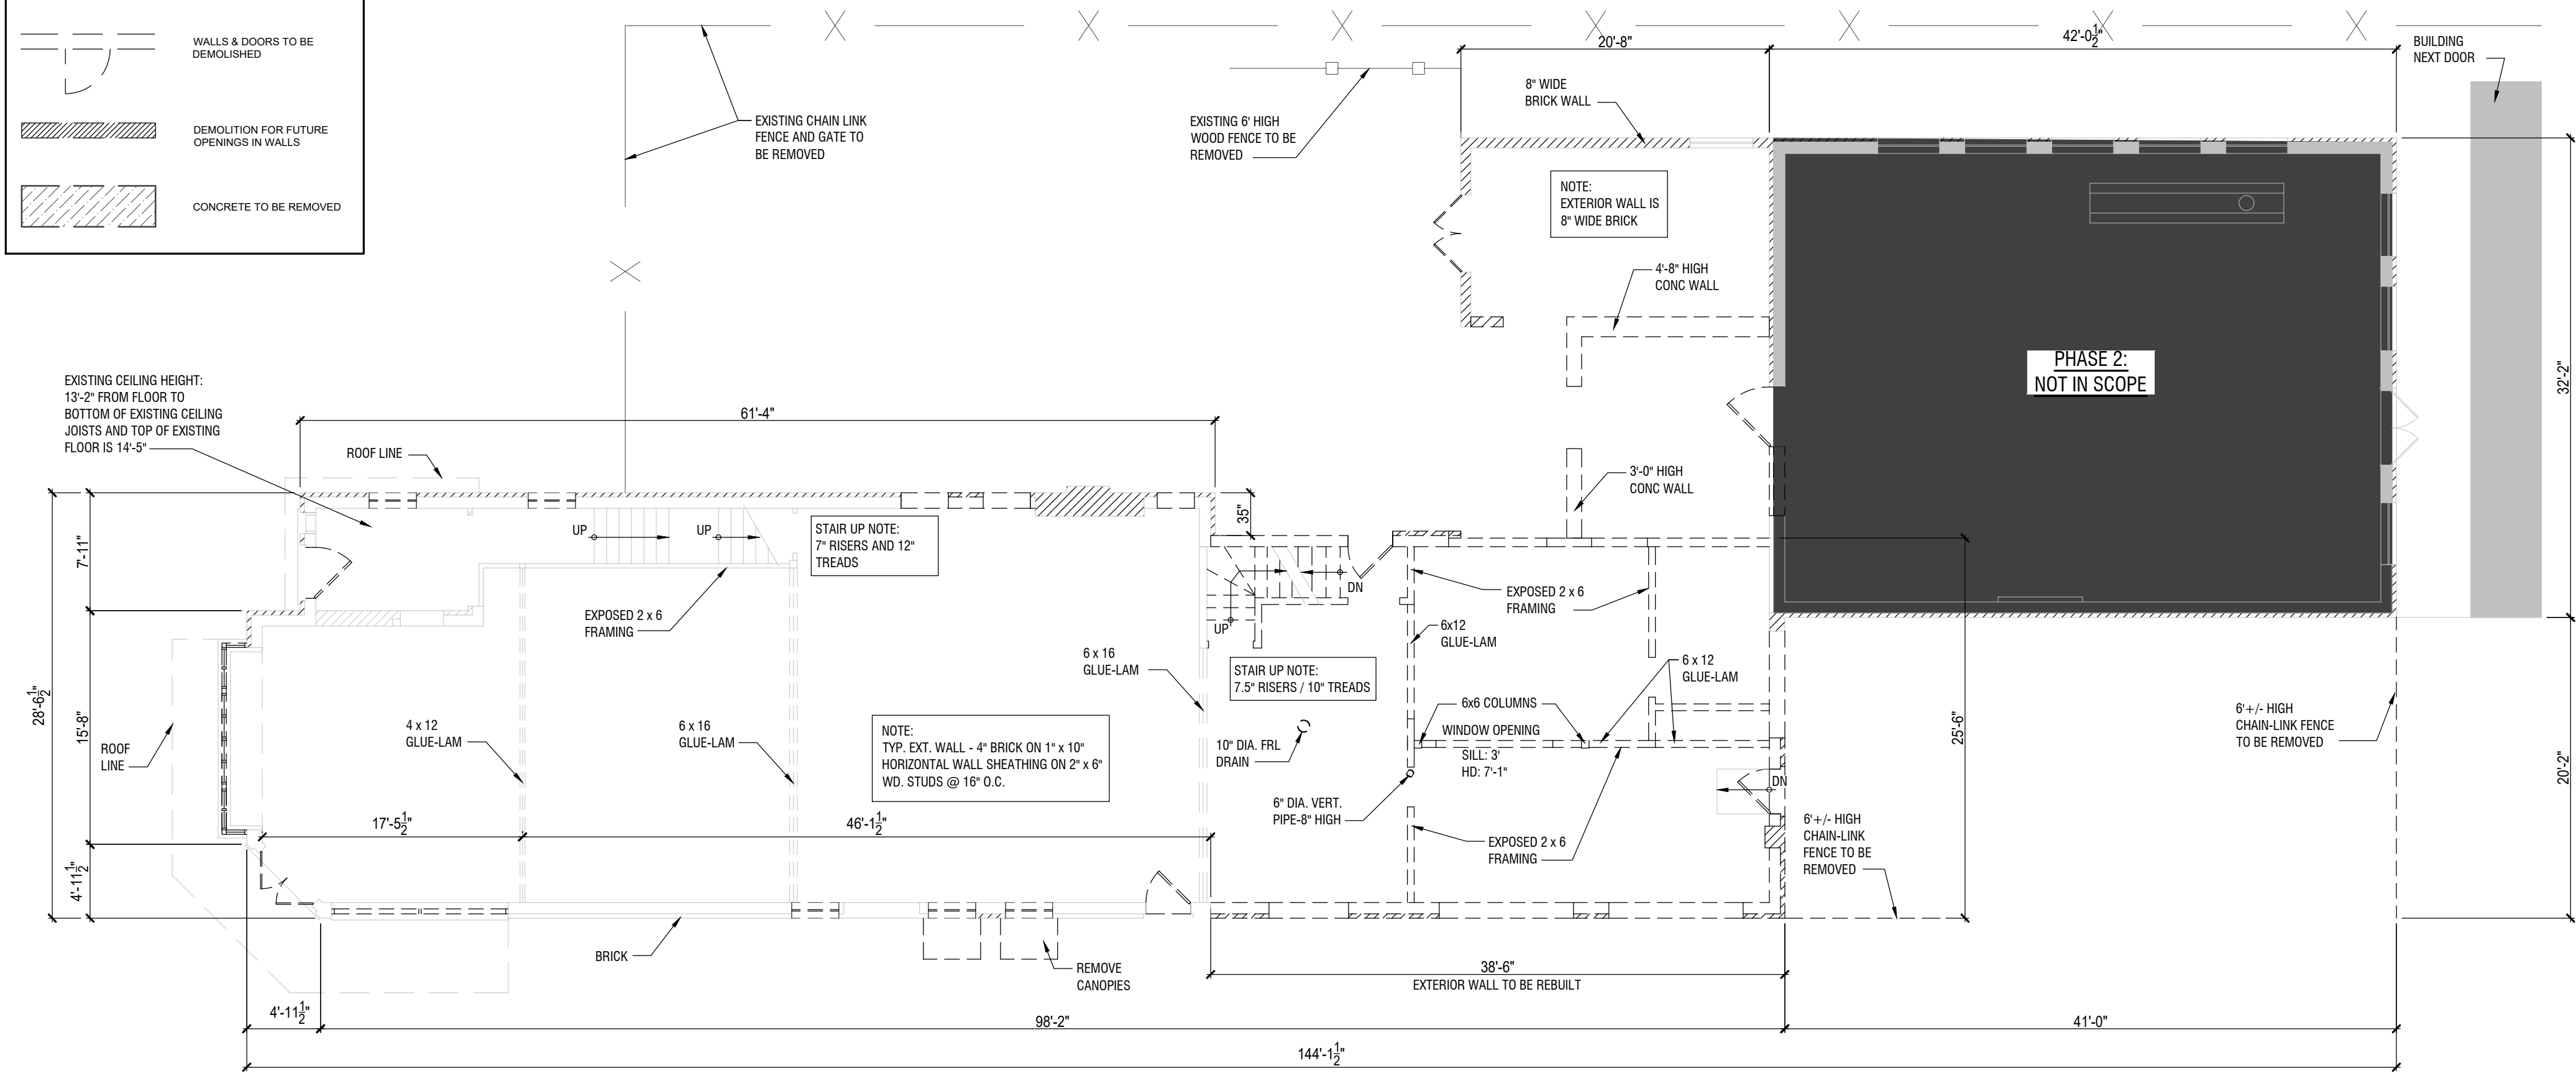 WALLS & DOORS TO BE
DEMOLISHED
DEMOLITION FOR FUTURE
OPENINGS IN WALLS
CONCRETE TO BE REMOVED
EXISTING CHAIN LINK
FENCE AND GATE TO
BE REMOVED
EXISTING 6' HIGH
WOOD FENCE TO BE
REMOVED
20'-8"
42'-0 1/2"
BUILDING
NEXT DOOR
8" WIDE
BRICK WALL
NOTE:
EXTERIOR WALL IS
8" WIDE BRICK
4'-8" HIGH
CONC WALL
PHASE 2:
NOT IN SCOPE
32'-2"
EXISTING CEILING HEIGHT:
13'-2" FROM FLOOR TO
BOTTOM OF EXISTING CEILING
JOISTS AND TOP OF EXISTING
FLOOR IS 14'-5"
61'-4"
ROOF LINE
3'-0" HIGH
CONC WALL
35"
UP
UP
STAIR UP NOTE:
7" RISERS AND 12"
TREADS
7'-11"
DN
EXPOSED 2 x 6
FRAMING
EXPOSED 2 x 6
FRAMING
UP
6x12
GLUE-LAM
6 x 16
GLUE-LAM
STAIR UP NOTE:
7.5" RISERS / 10" TREADS
6 x 12
GLUE-LAM
28'-6 1/2"
15'-8"
ROOF
LINE
4 x 12
GLUE-LAM
6 x 16
GLUE-LAM
NOTE:
TYP. EXT. WALL - 4" BRICK ON 1" x 10"
HORIZONTAL WALL SHEATHING ON 2" x 6"
WD. STUDS @ 16" O.C.
10" DIA. FRL
DRAIN
6x6 COLUMNS
WINDOW OPENING
SILL: 3'
HD: 7'-1"
25'-6"
6'+/- HIGH
CHAIN-LINK FENCE
TO BE REMOVED
20'-2"
DN
6" DIA. VERT.
PIPE-8" HIGH
17'-5 1/2"
46'-1 1/2"
EXPOSED 2 x 6
FRAMING
6'+/- HIGH
CHAIN-LINK
FENCE TO BE
REMOVED
4'-11 1/2"
BRICK
REMOVE
CANOPIES
38'-6"
EXTERIOR WALL TO BE REBUILT
4'-11 1/2"
98'-2"
41'-0"
144'-1 1/2"